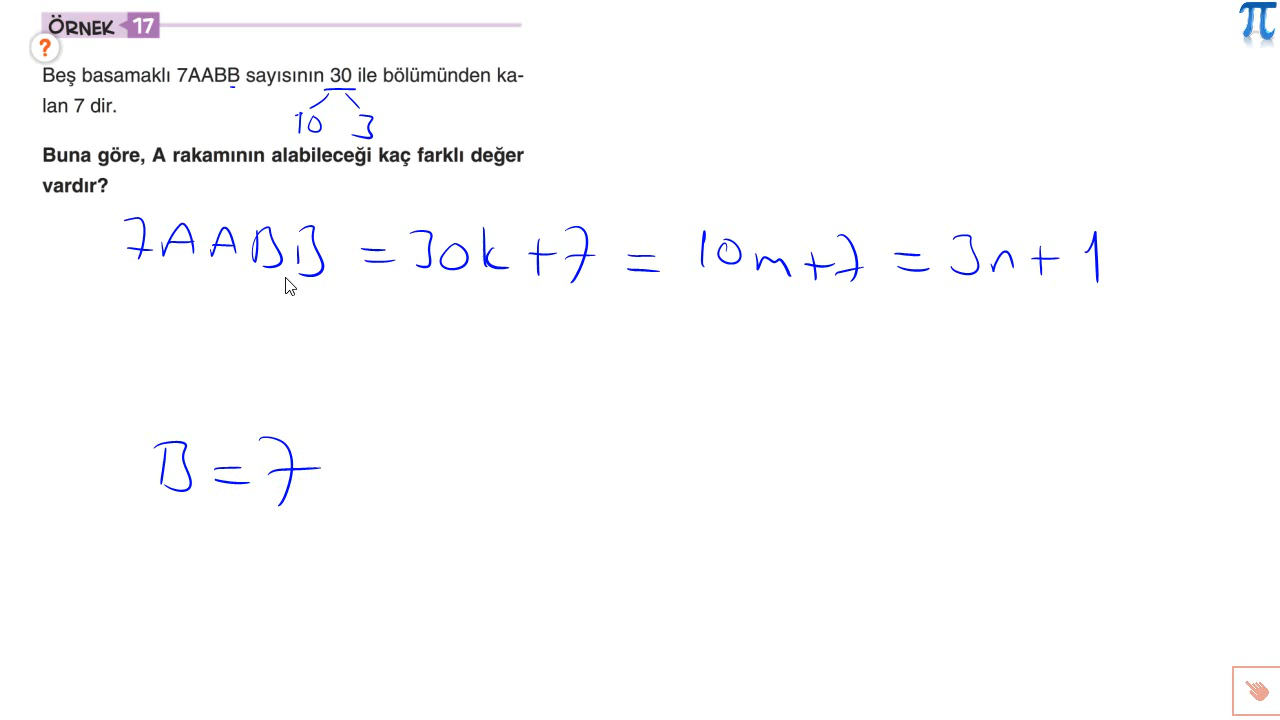 ÖRNEK 17
?
Beş basamaklı 7AABB sayısının 30 ile bölümünden ka-
lan 7 dir.
10 3
Buna göre, A rakamının alabileceği kaç farklı değer
vardır?
7AABB = 30k + 7 = 10m + 7 = 3n + 1
B = 7
π